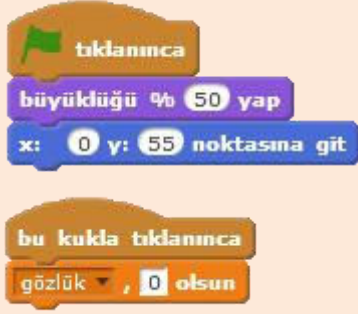 tıklanınca
büyüklüğü % 50 yap
x: 0 y: 55 noktasına git
bu kukla tıklanınca
gözlük , 0 olsun